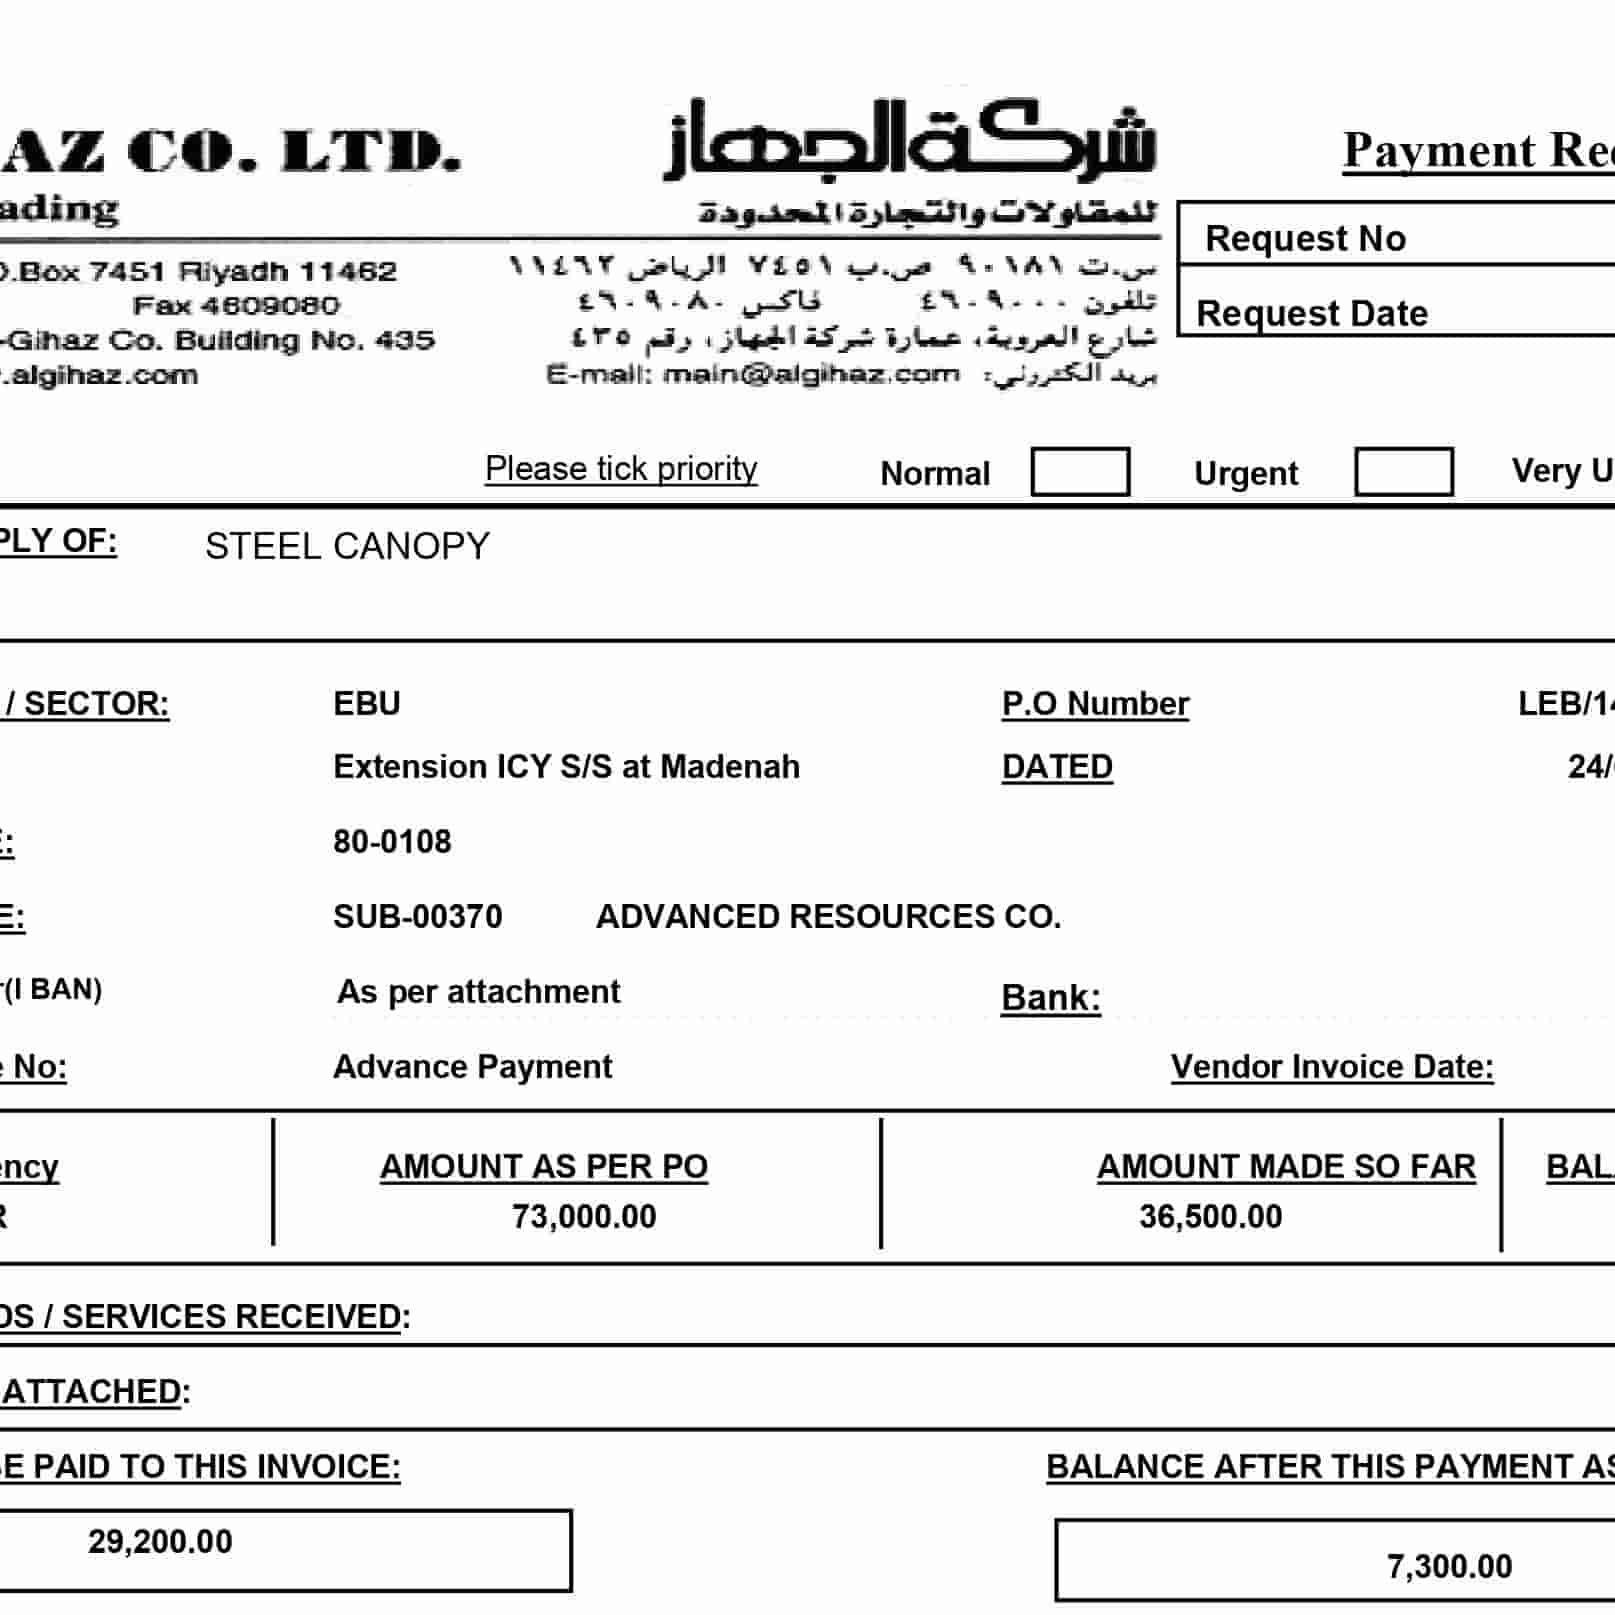 AZ CO. LTD.
شركة الجهاز
Payment Re
ading
للمقاولات والتجارة المحدودة
Request No
.Box 7451 Riyadh 11462
س.ت ٩٠١٨١ ص.ب ٧٤٥١ الرياض ١١٤٦٢
Fax 4609080
تلفون ٤٦٠٩٠٠٠ فاكس ٤٦٠٩٠٨٠
Request Date
-Gihaz Co. Building No. 435
شارع العروبة، عمارة شركة الجهاز، رقم ٤٣٥
.algihaz.com
بريد الكتروني: E-mail: main@algihaz.com
Please tick priority Normal Urgent Very U
PLY OF: STEEL CANOPY
/ SECTOR: EBU P.O Number LEB/14
Extension ICY S/S at Madenah DATED 24/
E: 80-0108
E: SUB-00370 ADVANCED RESOURCES CO.
(I BAN) As per attachment Bank:
No: Advance Payment Vendor Invoice Date:
ency AMOUNT AS PER PO AMOUNT MADE SO FAR BAL
R 73,000.00 36,500.00
DS / SERVICES RECEIVED:
ATTACHED:
E PAID TO THIS INVOICE: BALANCE AFTER THIS PAYMENT AS
29,200.00 7,300.00